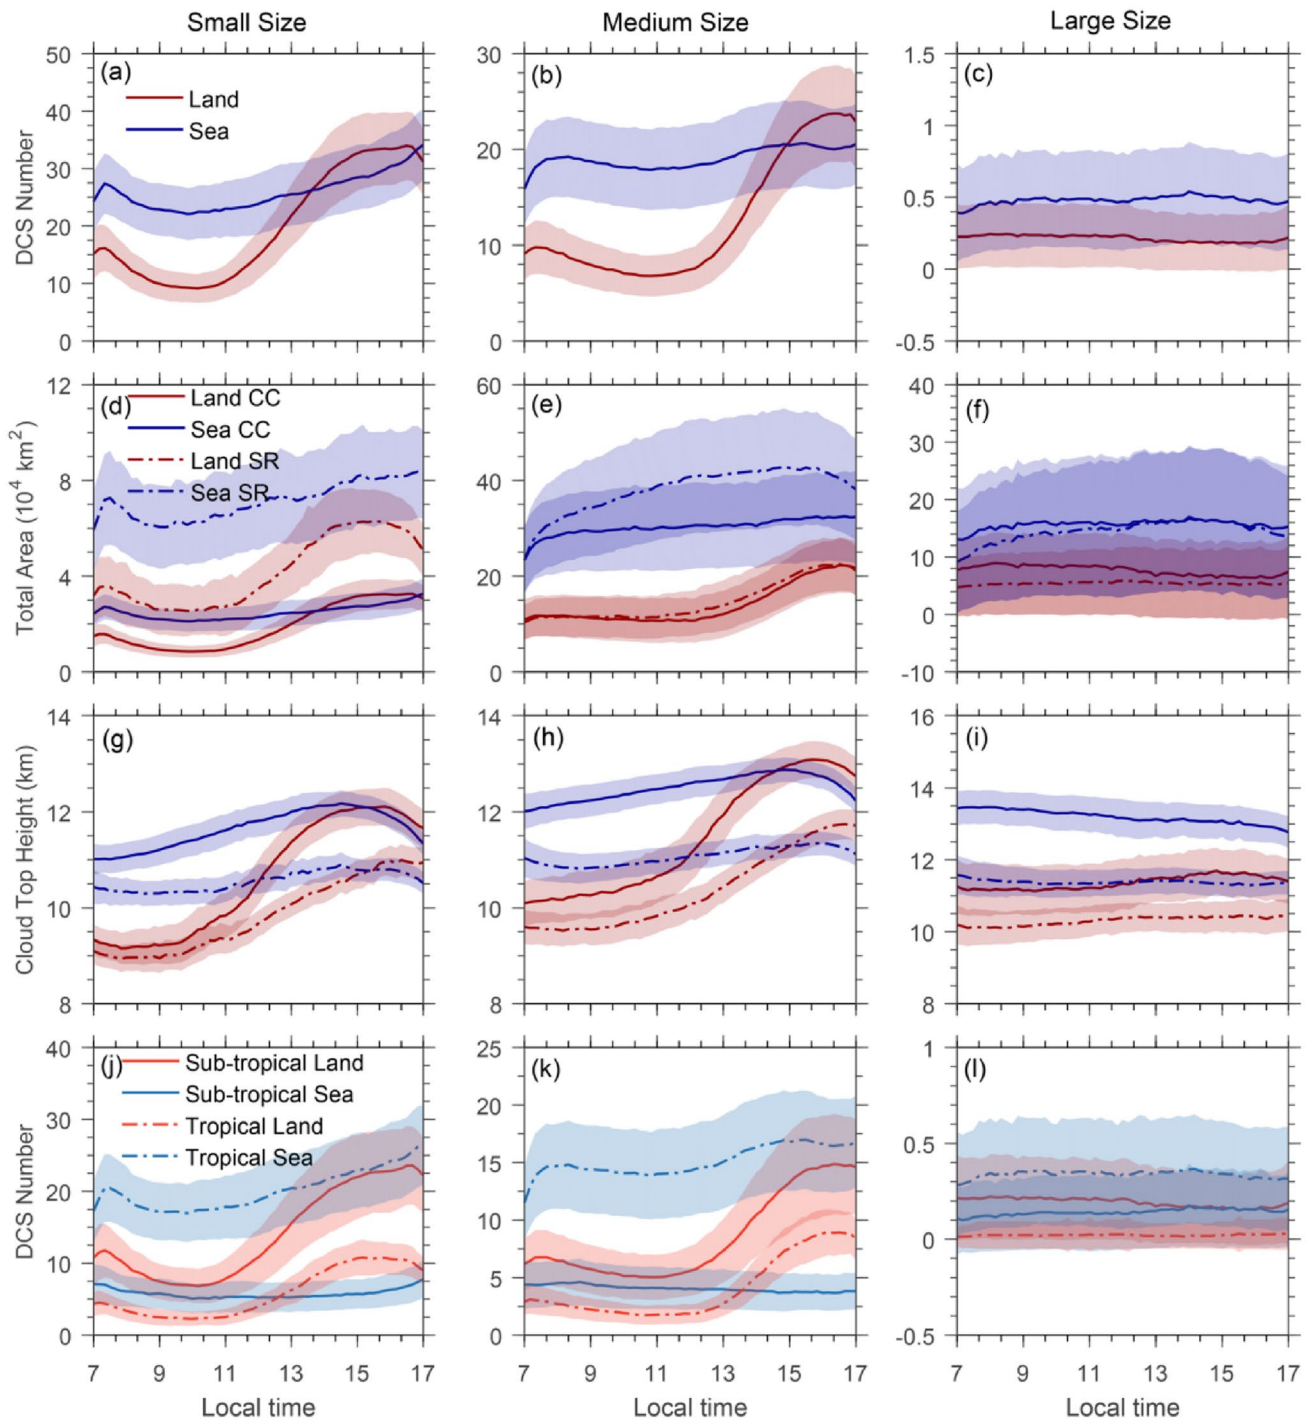 Small Size
Medium Size
Large Size
50
40
30
20
10
0
DCS Number
(a)
Land
Sea
30
20
10
0
(b)
1.5
1
0.5
0
-0.5
(c)
12
8
4
0
Total Area (10⁴ km²)
(d)
Land CC
Sea CC
Land SR
Sea SR
60
40
20
0
(e)
40
30
20
10
0
-10
(f)
14
12
10
8
Cloud Top Height (km)
(g)
14
12
10
8
(h)
16
14
12
10
8
(i)
40
30
20
10
0
DCS Number
(j)
Sub-tropical Land
Sub-tropical Sea
Tropical Land
Tropical Sea
7 9 11 13 15 17
Local time
25
20
15
10
5
0
(k)
7 9 11 13 15 17
Local time
1
0.5
0
-0.5
(l)
7 9 11 13 15 17
Local time